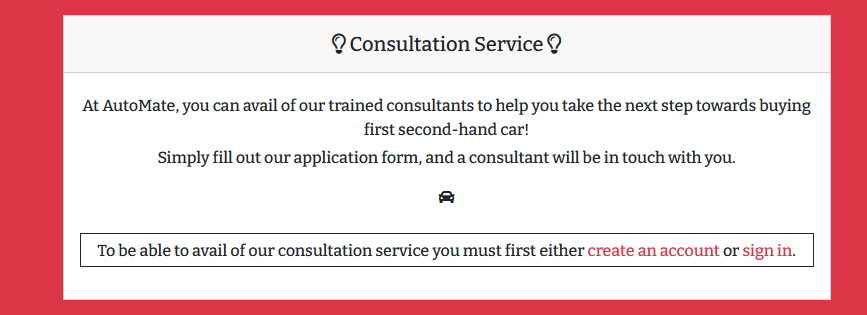 Consultation Service
At AutoMate, you can avail of our trained consultants to help you take the next step towards buying
first second-hand car!
Simply fill out our application form, and a consultant will be in touch with you.
To be able to avail of our consultation service you must first either create an account or sign in.